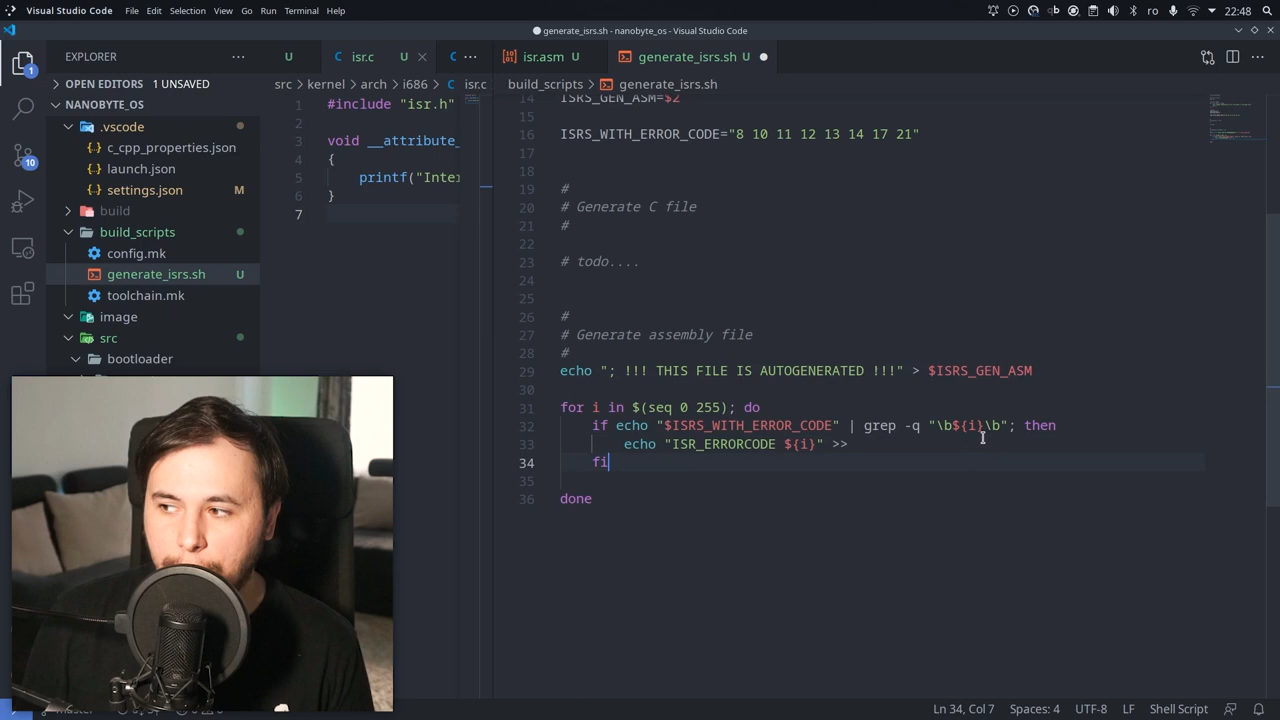 Visual Studio Code File Edit Selection View Go Run Terminal Help
ro 22:48
generate_isrs.sh - nanobyte_os - Visual Studio Code
EXPLORER
U
isr.c U
isr.asm U
generate_isrs.sh U
OPEN EDITORS 1 UNSAVED
src > kernel > arch > i686 > isr.c
build_scripts > generate_isrs.sh
NANOBYTE_OS
.vscode
c_cpp_properties.json
launch.json
settings.json M
build
build_scripts
config.mk
generate_isrs.sh U
toolchain.mk
image
src
bootloader
1
10
1 #include "isr.h"
2
3 void __attribute_
4 {
5 printf("Inter
6 }
7
14 ISRS_GEN_ASM=$2
15
16 ISRS_WITH_ERROR_CODE="8 10 11 12 13 14 17 21"
17
18
19 #
20 # Generate C file
21 #
22
23 # todo....
24
25
26 #
27 # Generate assembly file
28 #
29 echo "; !!! THIS FILE IS AUTOGENERATED !!!" > $ISRS_GEN_ASM
30
31 for i in $(seq 0 255); do
32 if echo "$ISRS_WITH_ERROR_CODE" | grep -q "\b${i}\b"; then
33 echo "ISR_ERRORCODE ${i}" >>
34 fi
35
36 done
Ln 34, Col 7 Spaces: 4 UTF-8 LF Shell Script